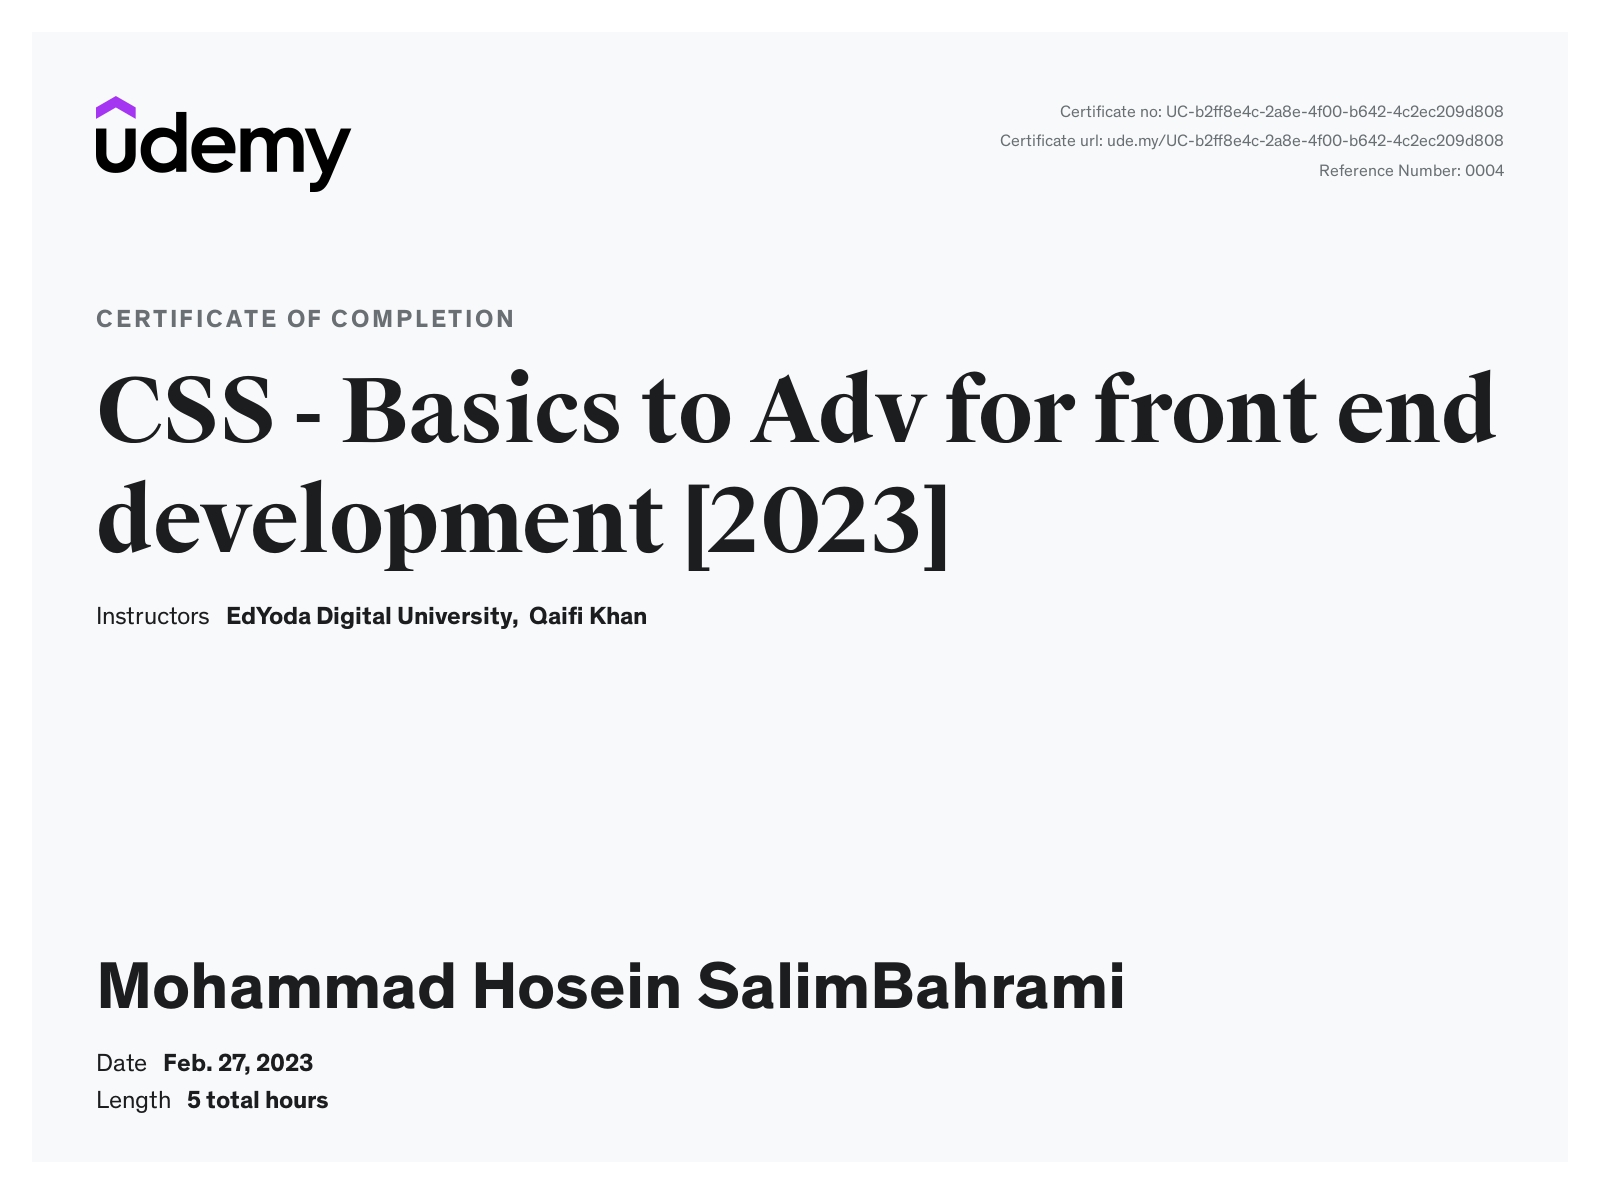 udemy
Certificate no: UC-b2ff8e4c-2a8e-4f00-b642-4c2ec209d808
Certificate url: ude.my/UC-b2ff8e4c-2a8e-4f00-b642-4c2ec209d808
Reference Number: 0004
CERTIFICATE OF COMPLETION
CSS - Basics to Adv for front end
development [2023]
Instructors EdYoda Digital University, Qaifi Khan
Mohammad Hosein SalimBahrami
Date Feb. 27, 2023
Length 5 total hours